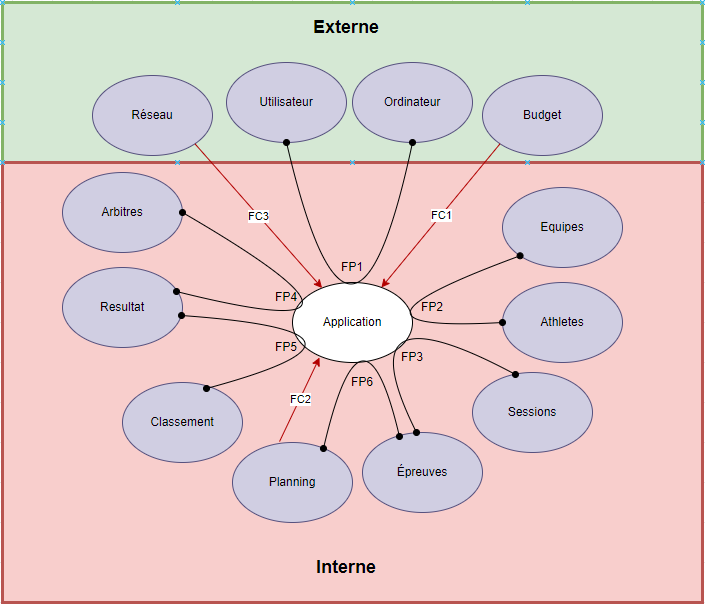 Externe
Réseau
Utilisateur
Ordinateur
Budget
Arbitres
FC3
FC1
Equipes
FP1
Resultat
FP4
FP2
Application
Athletes
FP5
FP3
FP6
FC2
Classement
Sessions
Planning
Épreuves
Interne